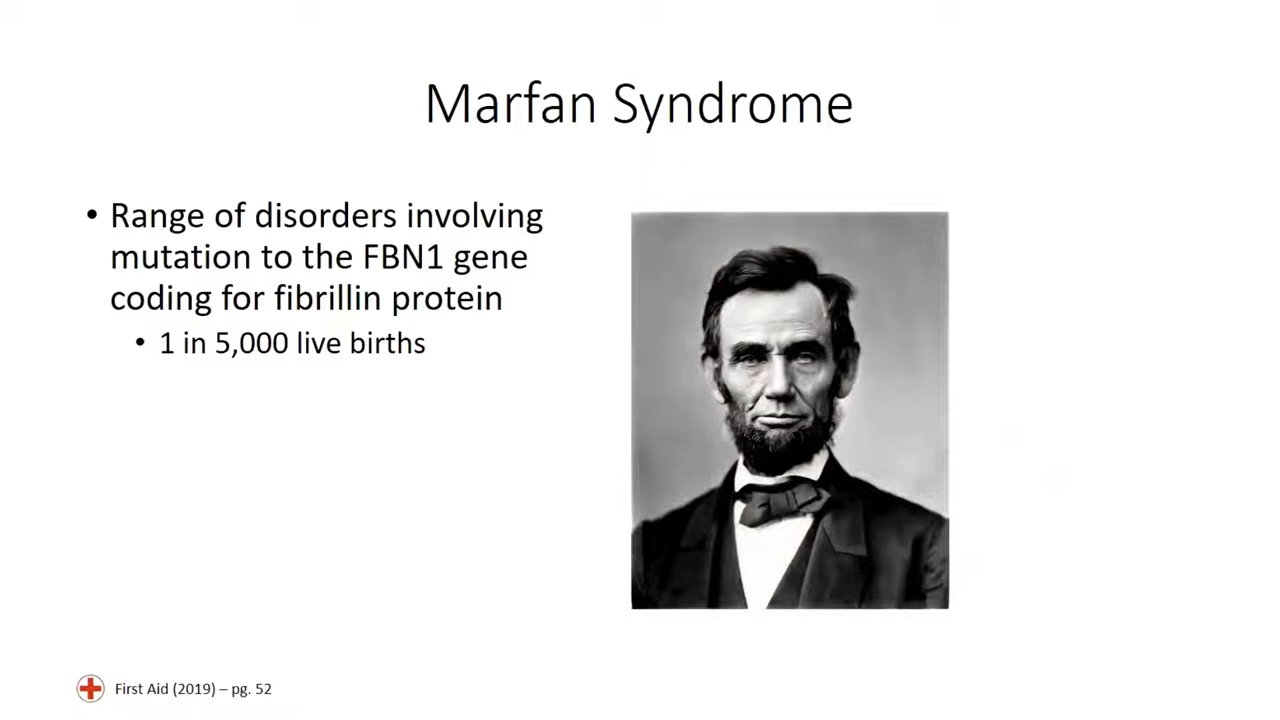 Marfan Syndrome
• Range of disorders involving
mutation to the FBN1 gene
coding for fibrillin protein
• 1 in 5,000 live births
First Aid (2019) – pg. 52